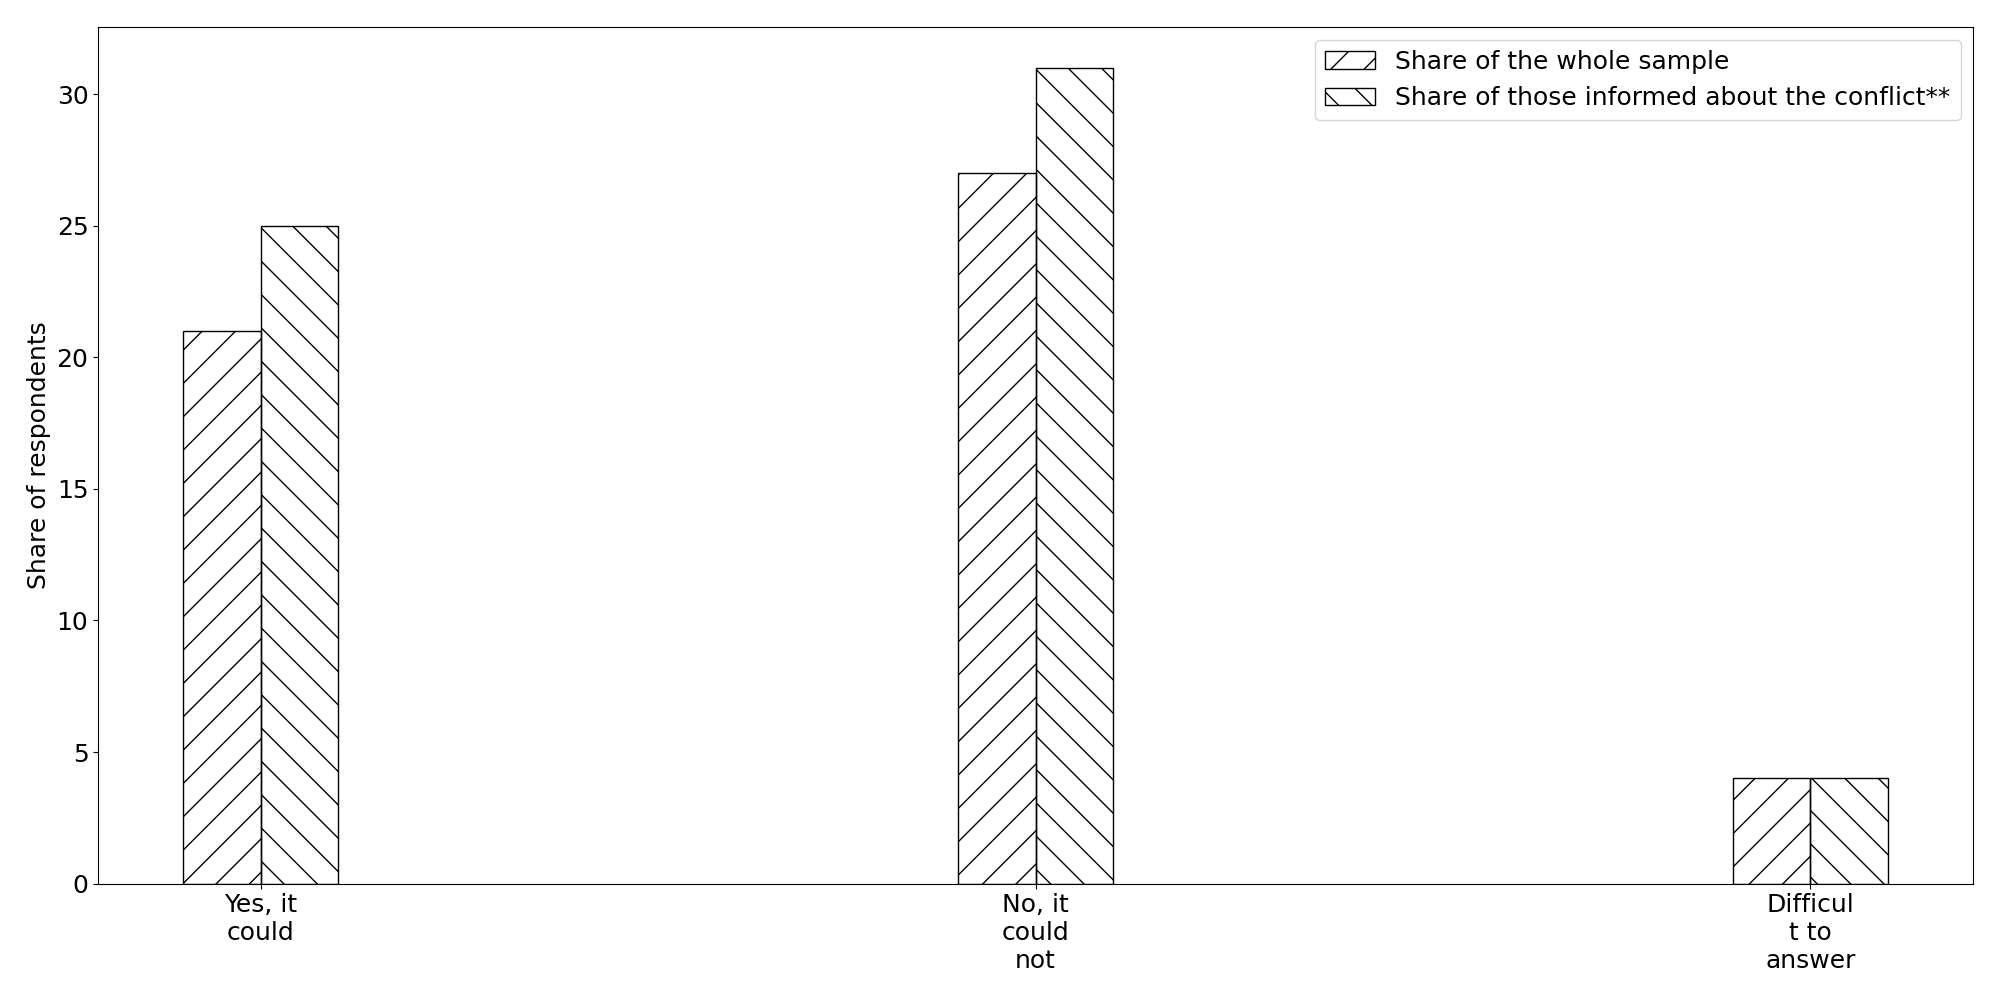 Share of the whole sample
Share of those informed about the conflict**
Share of respondents
30
25
20
15
10
5
0
Yes, it
could
No, it
could
not
Difficul
t to
answer